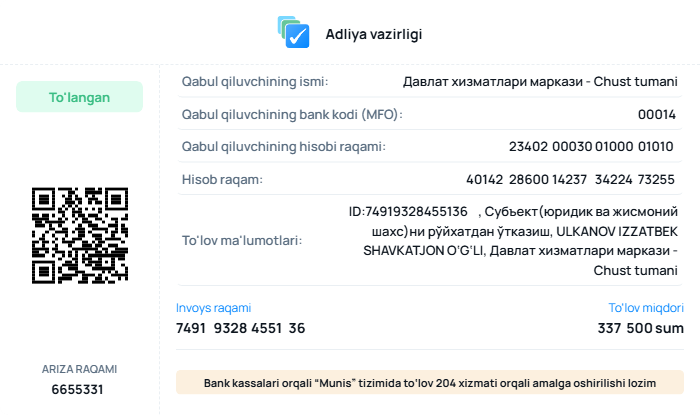 Adliya vazirligi
To'langan
ARIZA RAQAMI
6655331
Qabul qiluvchining ismi: Давлат хизматлари маркази - Chust tumani
Qabul qiluvchining bank kodi (MFO): 00014
Qabul qiluvchining hisobi raqami: 23402 00030 01000 01010
Hisob raqam: 40142 28600 14237 34224 73255
To'lov ma'lumotlari: ID:74919328455136 , Субъект(юридик ва жисмоний
шахс)ни рўйхатдан ўтказиш, ULKANOV IZZATBEK
SHAVKATJON O'G'LI, Давлат хизматлари маркази -
Chust tumani
Invoys raqami To'lov miqdori
7491 9328 4551 36 337 500 sum
Bank kassalari orqali “Munis” tizimida to'lov 204 xizmati orqali amalga oshirilishi lozim